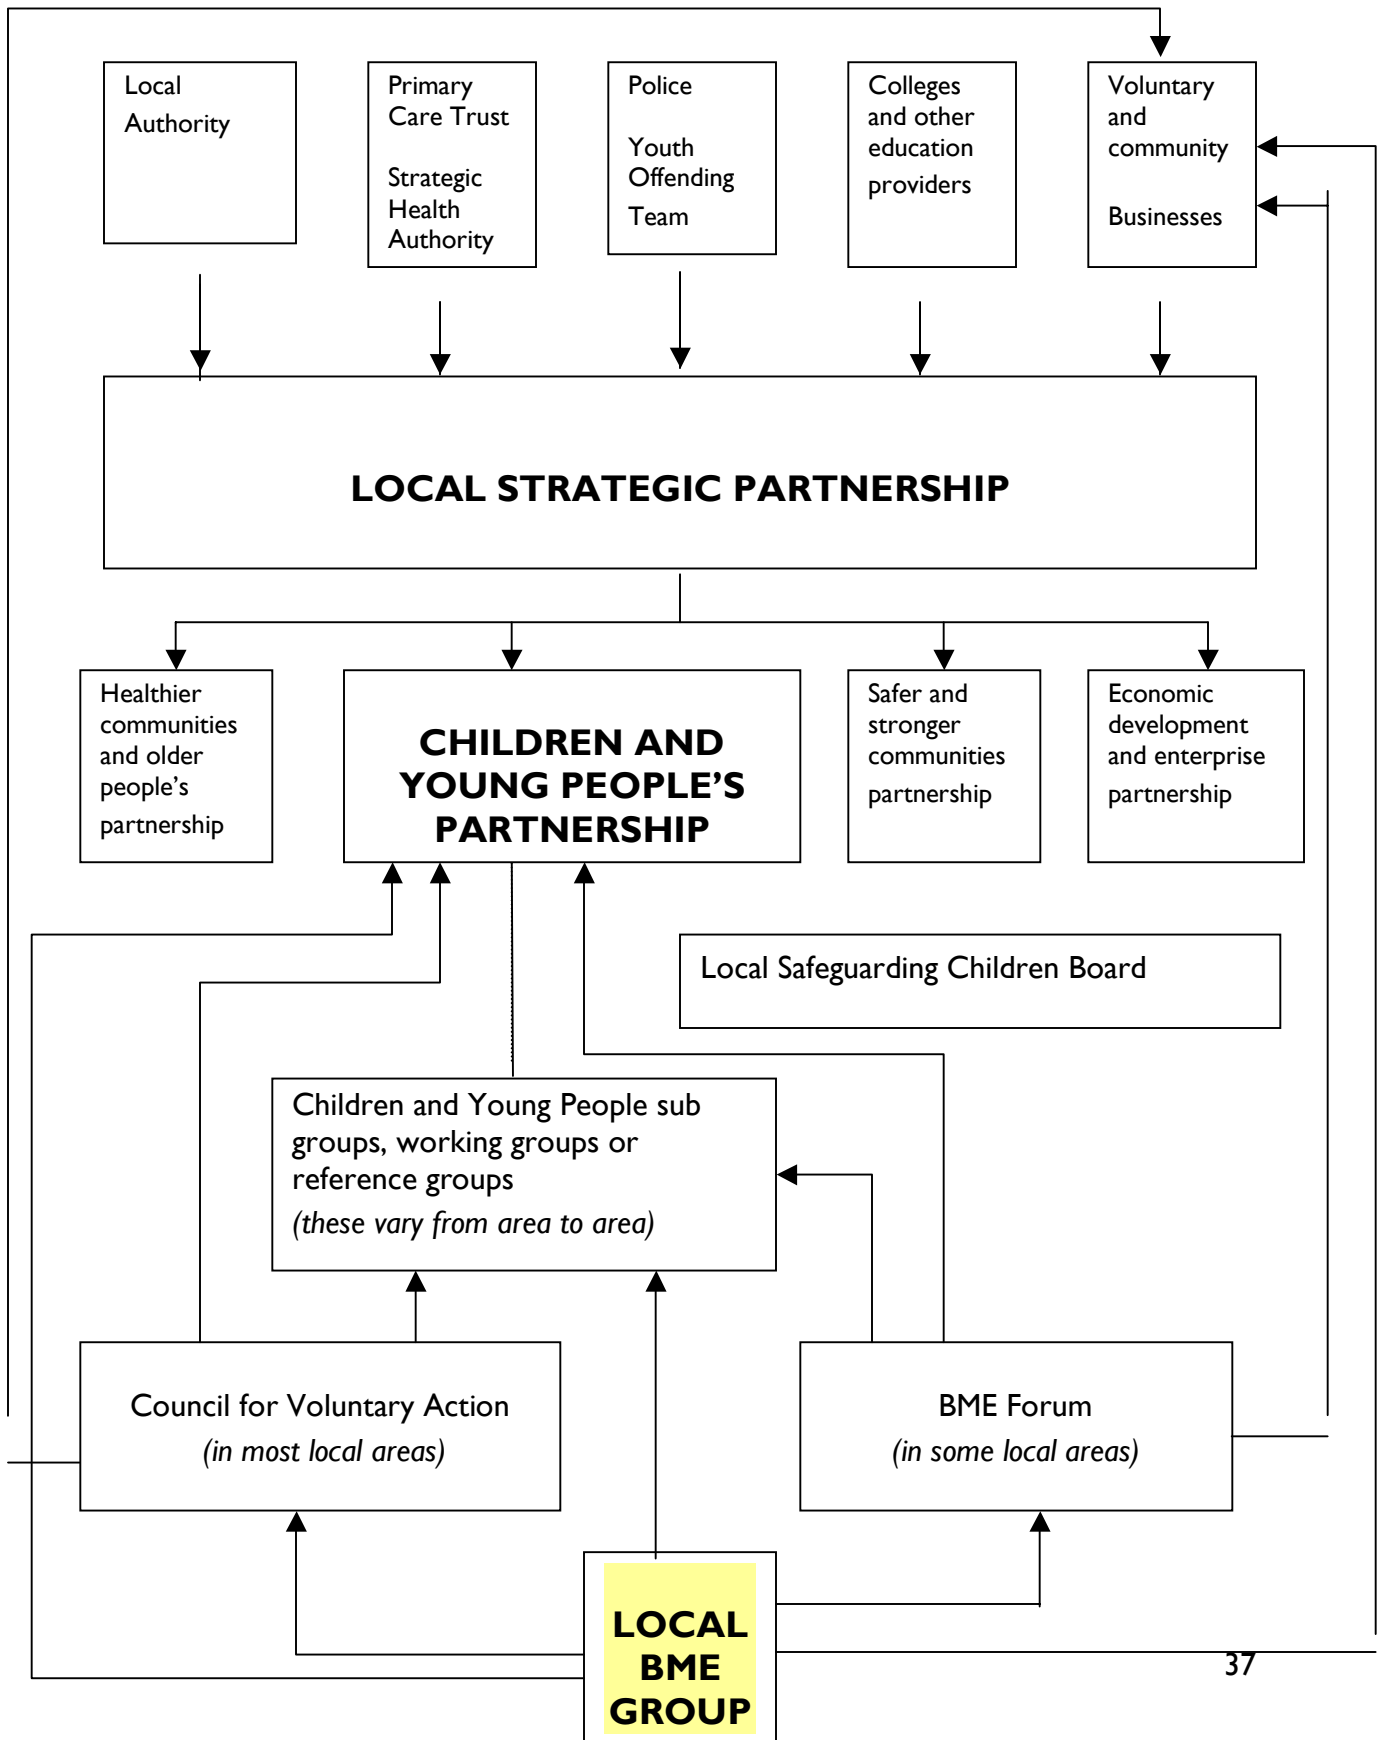 Local
Authority
Primary
Care Trust
Strategic
Health
Authority
Police
Youth
Offending
Team
Colleges
and other
education
providers
Voluntary
and
community
Businesses
LOCAL STRATEGIC PARTNERSHIP
Healthier
communities
and older
people’s
partnership
CHILDREN AND
YOUNG PEOPLE’S
PARTNERSHIP
Safer and
stronger
communities
partnership
Economic
development
and enterprise
partnership
Local Safeguarding Children Board
Children and Young People sub
groups, working groups or
reference groups
(these vary from area to area)
Council for Voluntary Action
(in most local areas)
BME Forum
(in some local areas)
LOCAL
BME
GROUP
37